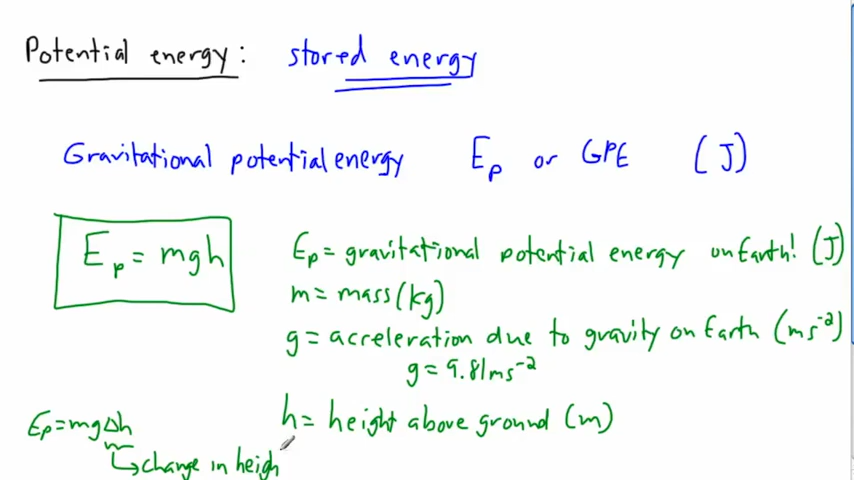 Potential energy: stored energy
Gravitational potential energy Ep or GPE (J)
Ep = mgh
Ep = gravitational potential energy on Earth! (J)
m = mass (kg)
g = acceleration due to gravity on Earth (ms⁻²)
g = 9.81ms⁻²
h = height above ground (m)
Ep = mgΔh
↳ change in heigh